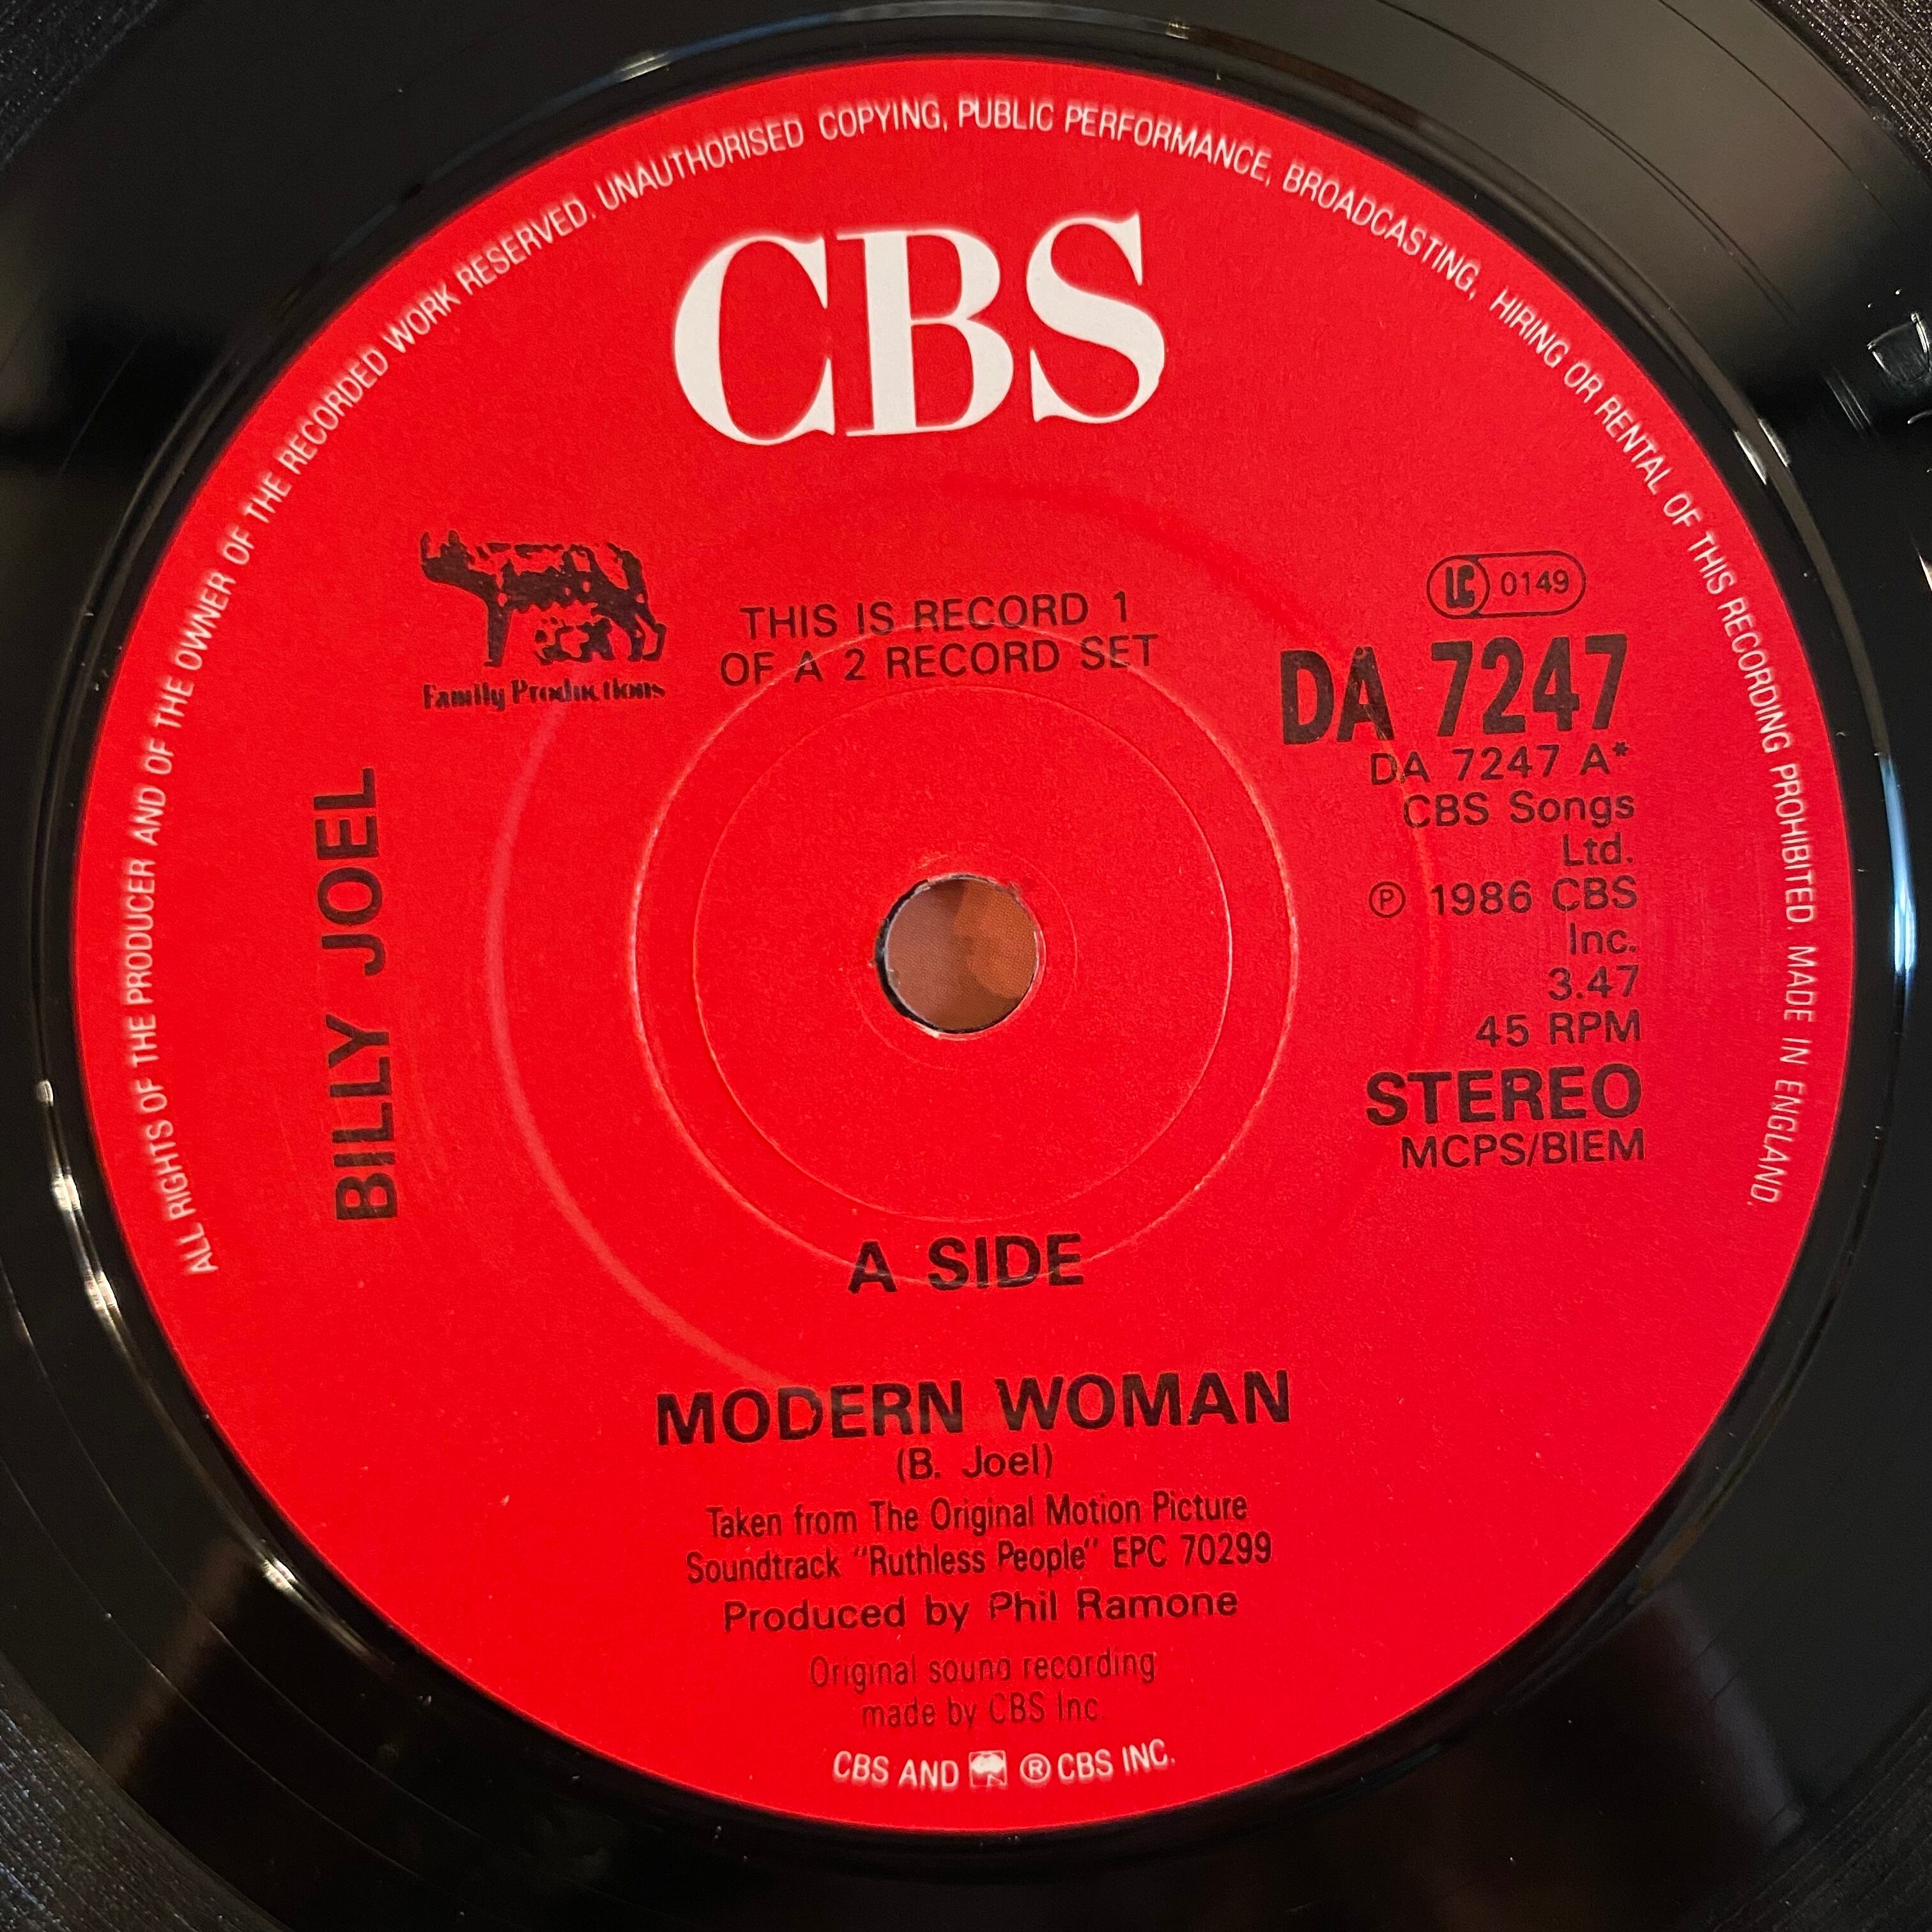 ALL RIGHTS OF THE PRODUCER AND OF THE OWNER OF THE RECORDED WORK RESERVED. UNAUTHORISED COPYING, PUBLIC PERFORMANCE, BROADCASTING, HIRING OR RENTAL OF THIS RECORDING PROHIBITED. MADE IN ENGLAND.
CBS
Family Productions
THIS IS RECORD 1
OF A 2 RECORD SET
BILLY JOEL
LC 0149
DA 7247
DA 7247 A*
CBS Songs
Ltd.
℗ 1986 CBS
Inc.
3.47
45 RPM
STEREO
MCPS/BIEM
A SIDE
MODERN WOMAN
(B. Joel)
Taken from The Original Motion Picture
Soundtrack "Ruthless People" EPC 70299
Produced by Phil Ramone
Original sound recording
made by CBS Inc
CBS AND ® CBS INC.